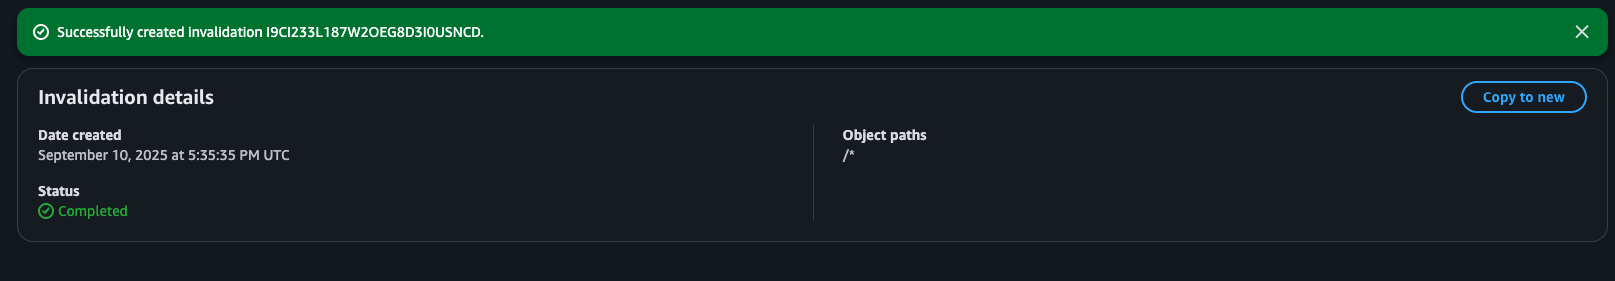 Successfully created invalidation I9CI233L187W2OEG8D3I0USNCD.
Invalidation details
Copy to new
Date created
September 10, 2025 at 5:35:35 PM UTC
Status
Completed
Object paths
/*